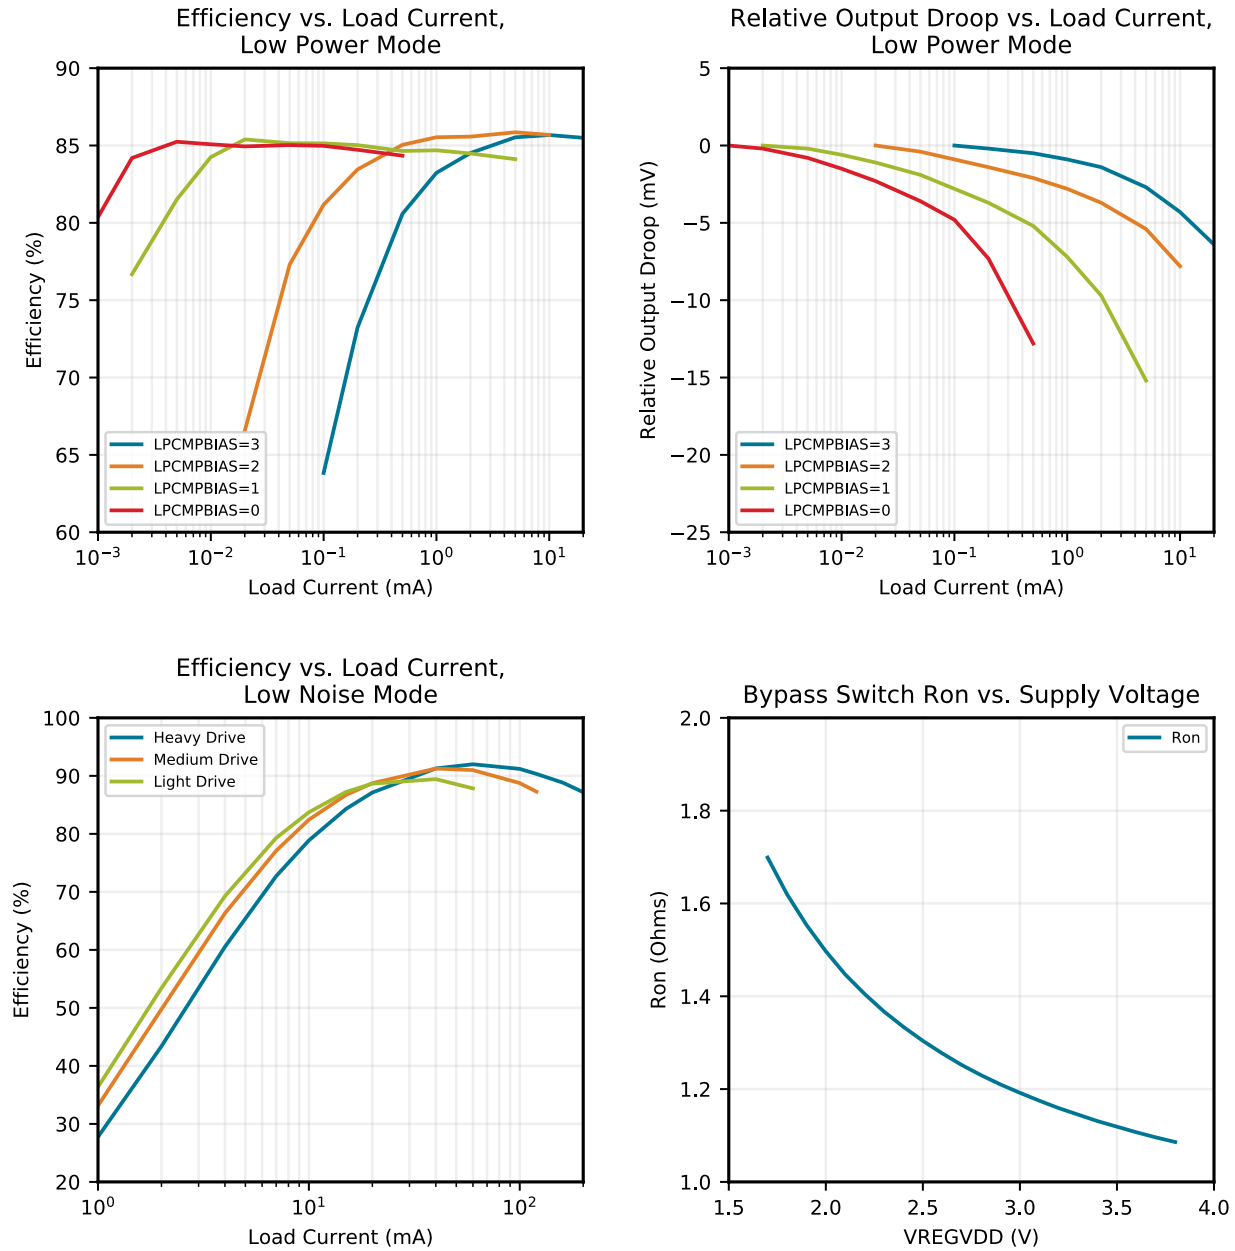 Efficiency vs. Load Current,
Low Power Mode
90
85
80
75
70
65
60
Efficiency (%)
LPCMPBIAS=3
LPCMPBIAS=2
LPCMPBIAS=1
LPCMPBIAS=0
10⁻³ 10⁻² 10⁻¹ 10⁰ 10¹
Load Current (mA)
Relative Output Droop vs. Load Current,
Low Power Mode
5
0
−5
−10
−15
−20
−25
Relative Output Droop (mV)
LPCMPBIAS=3
LPCMPBIAS=2
LPCMPBIAS=1
LPCMPBIAS=0
10⁻³ 10⁻² 10⁻¹ 10⁰ 10¹
Load Current (mA)
Efficiency vs. Load Current,
Low Noise Mode
100
90
80
70
60
50
40
30
20
Efficiency (%)
Heavy Drive
Medium Drive
Light Drive
10⁰ 10¹ 10²
Load Current (mA)
Bypass Switch Ron vs. Supply Voltage
2.0
1.8
1.6
1.4
1.2
1.0
Ron (Ohms)
Ron
1.5 2.0 2.5 3.0 3.5 4.0
VREGVDD (V)